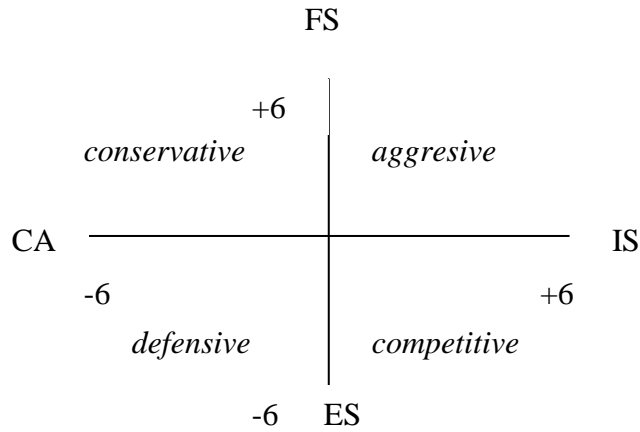 FS
+6
conservative aggresive
CA IS
-6 +6
defensive competitive
-6 ES